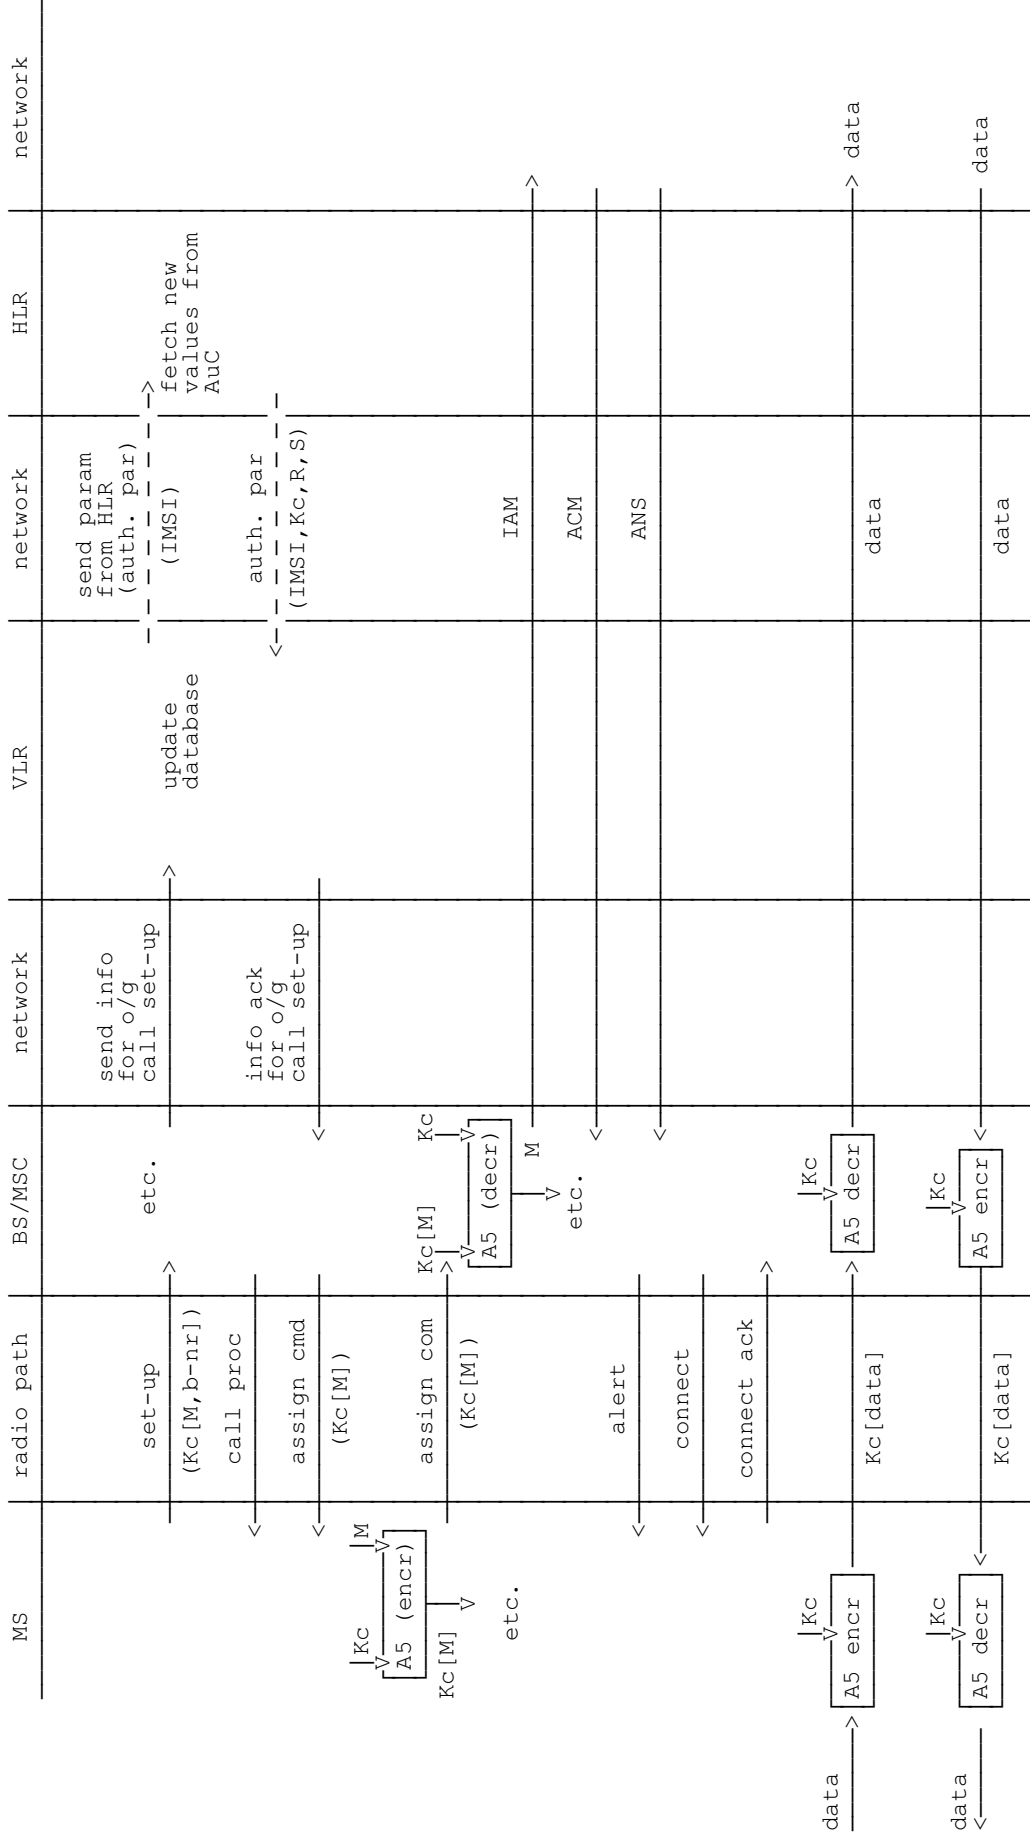 MS radio path BS/MSC network VLR network HLR network
send param
from HLR
send info (auth. par)
for o/g
set-up etc. call set-up
(IMSI)
(Kc[M,b-nr]) update fetch new
database values from
AuC
call proc
info ack auth. par
for o/g
assign cmd call set-up (IMSI,Kc,R,S)
(Kc[M])
Kc M
A5 (encr)
assign com Kc[M] Kc
Kc[M] (Kc[M])
A5 (decr)
etc. M IAM
etc.
ACM
alert ANS
connect
connect ack
Kc Kc
data A5 encr A5 decr data
Kc[data] data
Kc Kc
data A5 decr A5 encr data
Kc[data] data